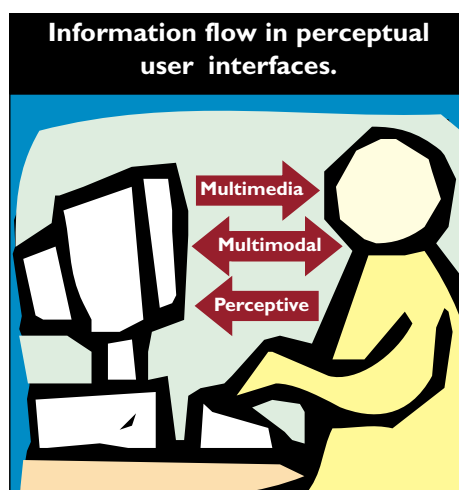 Information flow in perceptual
user interfaces.
Multimedia
Multimodal
Perceptive